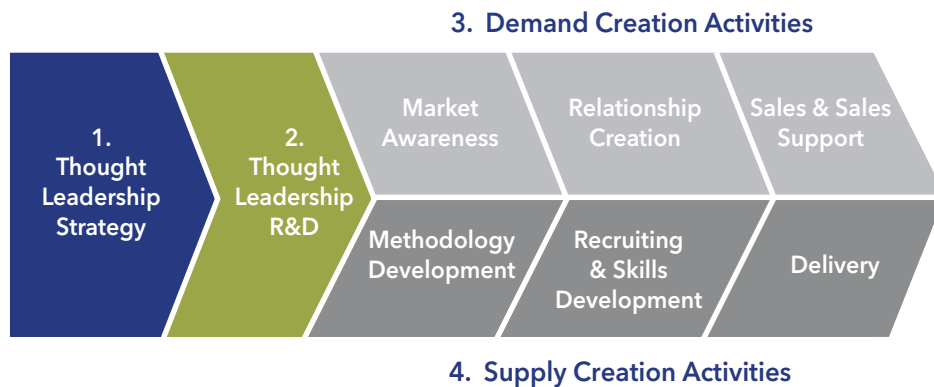 3. Demand Creation Activities
1.
Thought
Leadership
Strategy
2.
Thought
Leadership
R&D
Market
Awareness
Relationship
Creation
Sales & Sales
Support
Methodology
Development
Recruiting
& Skills
Development
Delivery
4. Supply Creation Activities